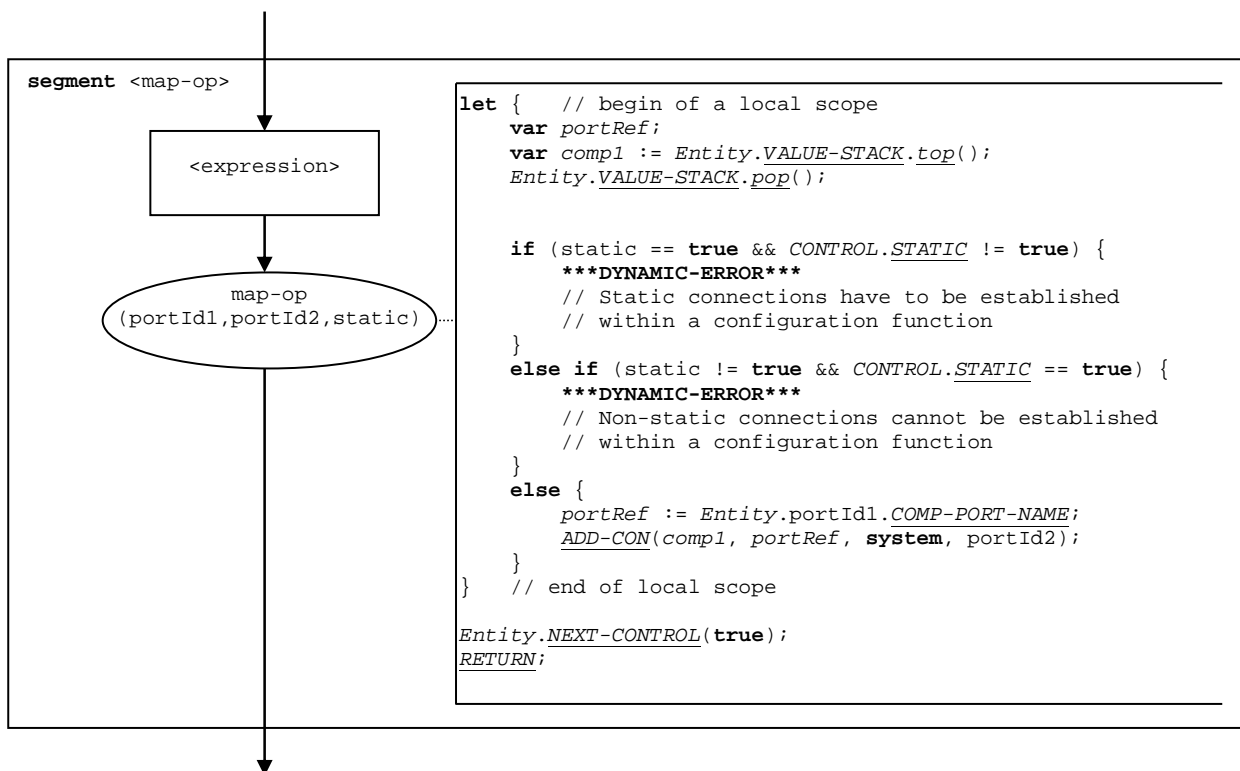 segment <map-op>
<expression>
map-op
(portId1,portId2,static)
let {   // begin of a local scope
    var portRef;
    var comp1 := Entity.VALUE-STACK.top();
    Entity.VALUE-STACK.pop();
    if (static == true && CONTROL.STATIC != true) {
        ***DYNAMIC-ERROR***
        // Static connections have to be established
        // within a configuration function
    }
    else if (static != true && CONTROL.STATIC == true) {
        ***DYNAMIC-ERROR***
        // Non-static connections cannot be established
        // within a configuration function
    }
    else {
        portRef := Entity.portId1.COMP-PORT-NAME;
        ADD-CON(comp1, portRef, system, portId2);
    }
}   // end of local scope
Entity.NEXT-CONTROL(true);
RETURN;